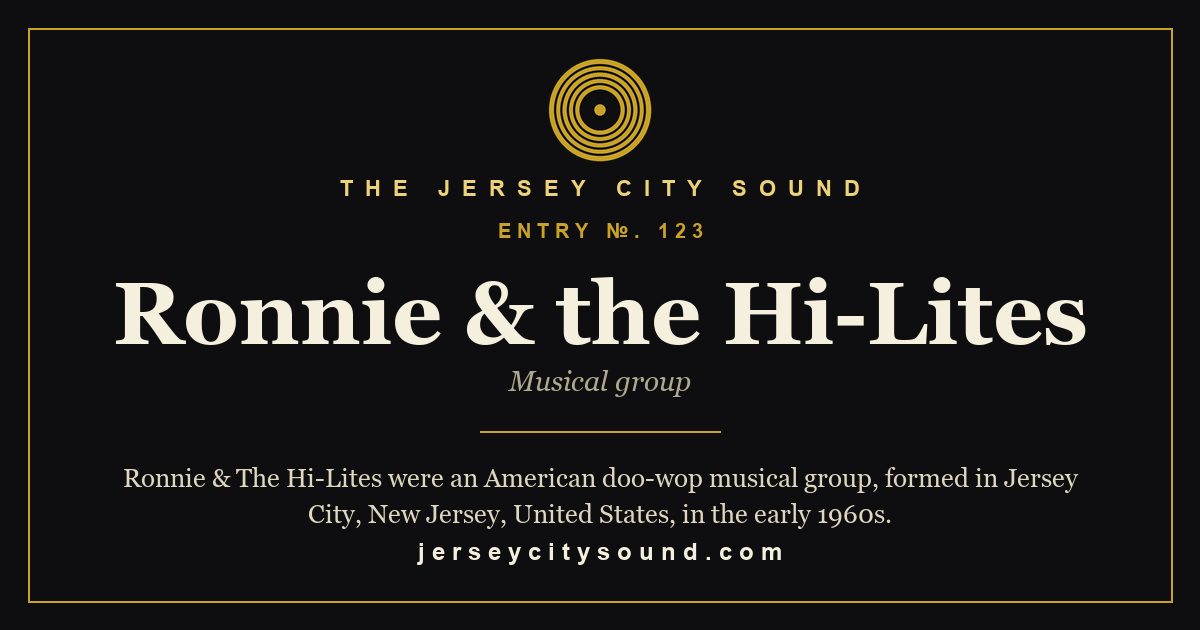 THE JERSEY CITY SOUND
ENTRY №. 123
Ronnie & the Hi-Lites
Musical group
Ronnie & The Hi-Lites were an American doo-wop musical group, formed in Jersey
City, New Jersey, United States, in the early 1960s.
jerseycitysound.com